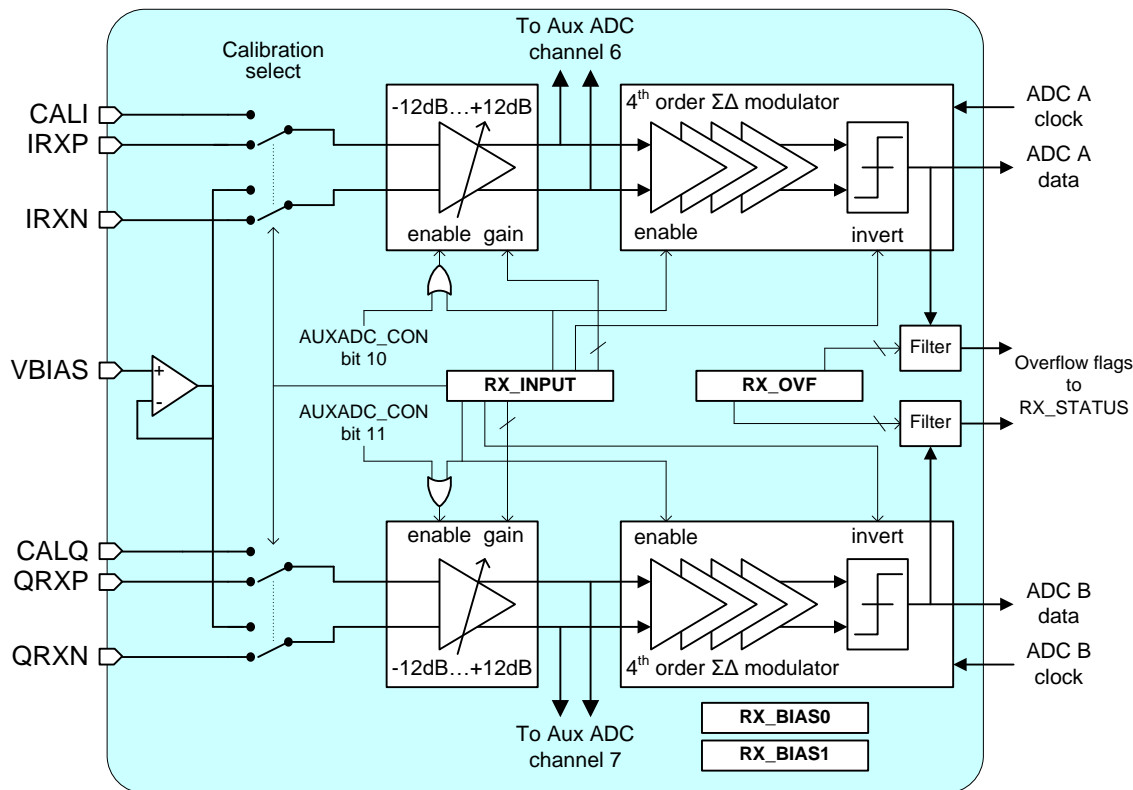 To Aux ADC
channel 6
Calibration
select
CALI
IRXP
IRXN
-12dB…+12dB
enable gain
4th order ΣΔ modulator
enable
invert
ADC A
clock
ADC A
data
AUXADC_CON
bit 10
VBIAS
+
-
RX_INPUT
RX_OVF
Filter
Filter
Overflow flags
to
RX_STATUS
AUXADC_CON
bit 11
CALQ
QRXP
QRXN
enable gain
-12dB…+12dB
enable
invert
4th order ΣΔ modulator
ADC B
data
ADC B
clock
To Aux ADC
channel 7
RX_BIAS0
RX_BIAS1